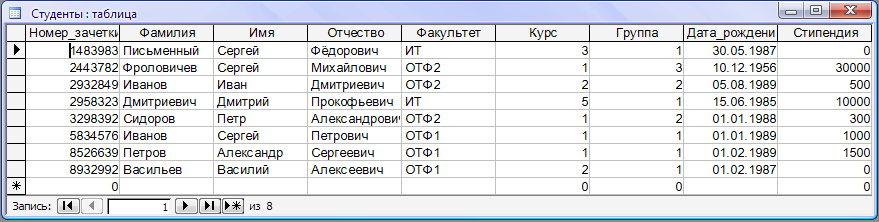 Студенты : таблица
Номер_зачетки Фамилия Имя Отчество Факультет Курс Группа Дата_рождени Стипендия
1483983 Письменный Сергей Фёдорович ИТ 3 1 30.05.1987 0
2443782 Фроловичев Сергей Михайлович ОТФ2 1 3 10.12.1956 30000
2932849 Иванов Иван Дмитриевич ОТФ2 2 2 05.08.1989 500
2958323 Дмитриевич Дмитрий Прокофьевич ИТ 5 1 15.06.1985 10000
3298392 Сидоров Петр Александрович ОТФ2 1 2 01.01.1988 300
5834576 Иванов Сергей Петрович ОТФ1 1 1 01.01.1989 1000
8526639 Петров Александр Сергеевич ОТФ1 1 1 01.02.1989 1500
8932992 Васильев Василий Алексеевич ОТФ1 2 1 01.02.1987 0
0 0 0 0
Запись: 1 из 8